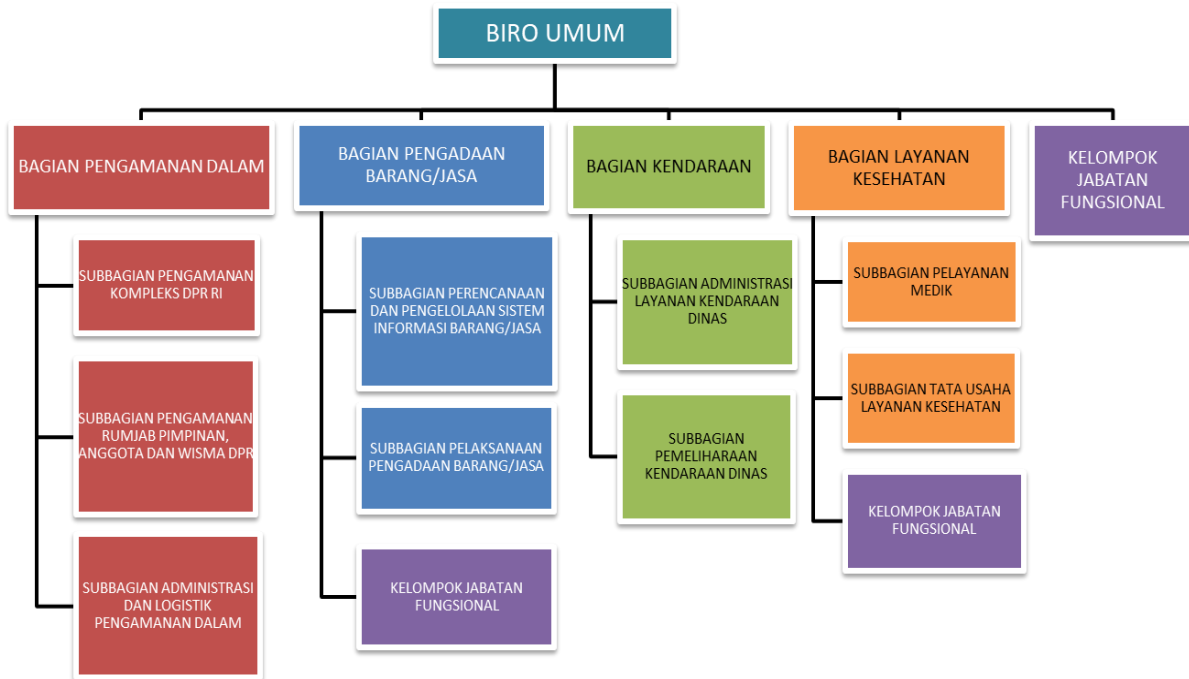 BIRO UMUM
BAGIAN PENGAMANAN DALAM
SUBBAGIAN PENGAMANAN
KOMPLEKS DPR RI
SUBBAGIAN PENGAMANAN
RUMJAB PIMPINAN,
ANGGOTA DAN WISMA DPR
SUBBAGIAN ADMINISTRASI
DAN LOGISTIK
PENGAMANAN DALAM
BAGIAN PENGADAAN
BARANG/JASA
SUBBAGIAN PERENCANAAN
DAN PENGELOLAAN SISTEM
INFORMASI BARANG/JASA
SUBBAGIAN PELAKSANAAN
PENGADAAN BARANG/JASA
KELOMPOK JABATAN
FUNGSIONAL
BAGIAN KENDARAAN
SUBBAGIAN ADMINISTRASI
LAYANAN KENDARAAN
DINAS
SUBBAGIAN
PEMELIHARAAN
KENDARAAN DINAS
BAGIAN LAYANAN
KESEHATAN
SUBBAGIAN PELAYANAN
MEDIK
SUBBAGIAN TATA USAHA
LAYANAN KESEHATAN
KELOMPOK JABATAN
FUNGSIONAL
KELOMPOK
JABATAN
FUNGSIONAL